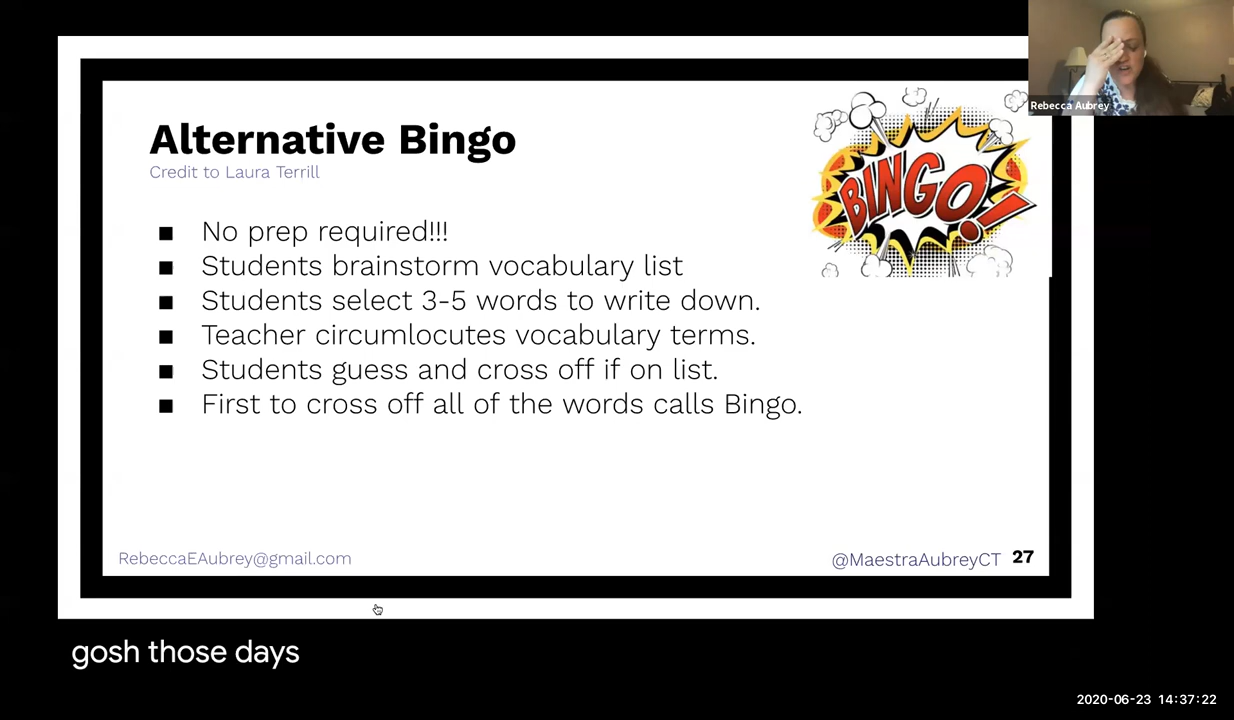 Rebecca Aubrey
Alternative Bingo
Credit to Laura Terrill
BINGO!
■ No prep required!!!
■ Students brainstorm vocabulary list
■ Students select 3-5 words to write down.
■ Teacher circumlocutes vocabulary terms.
■ Students guess and cross off if on list.
■ First to cross off all of the words calls Bingo.
RebeccaEAubrey@gmail.com
@MaestraAubreyCT 27
gosh those days
2020-06-23 14:37:22